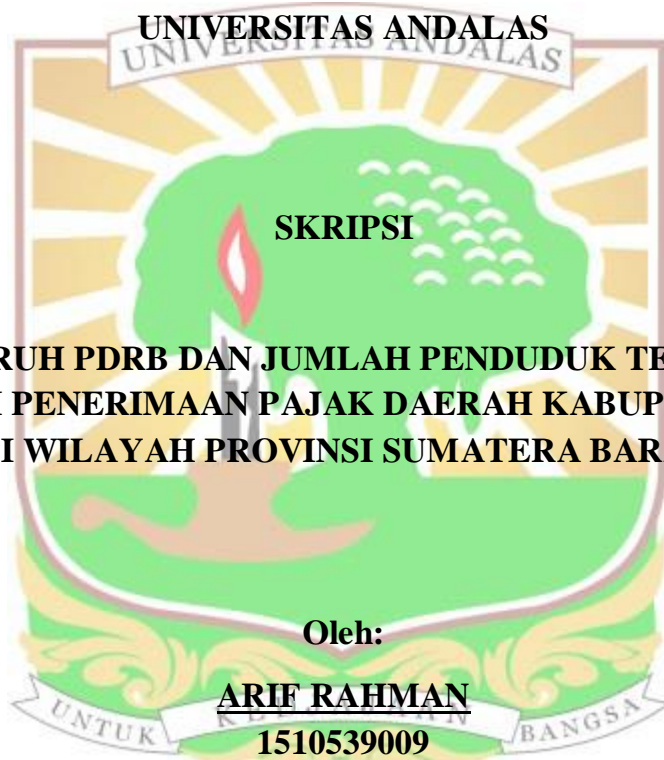 UNIVERSITAS ANDALAS
UNIVERSITAS ANDALAS
SKRIPSI
RUH PDRB DAN JUMLAH PENDUDUK TE
PENERIMAAN PAJAK DAERAH KABUP
I WILAYAH PROVINSI SUMATERA BAR
Oleh:
ARIF RAHMAN
UNTUK BANGSA
1510539009